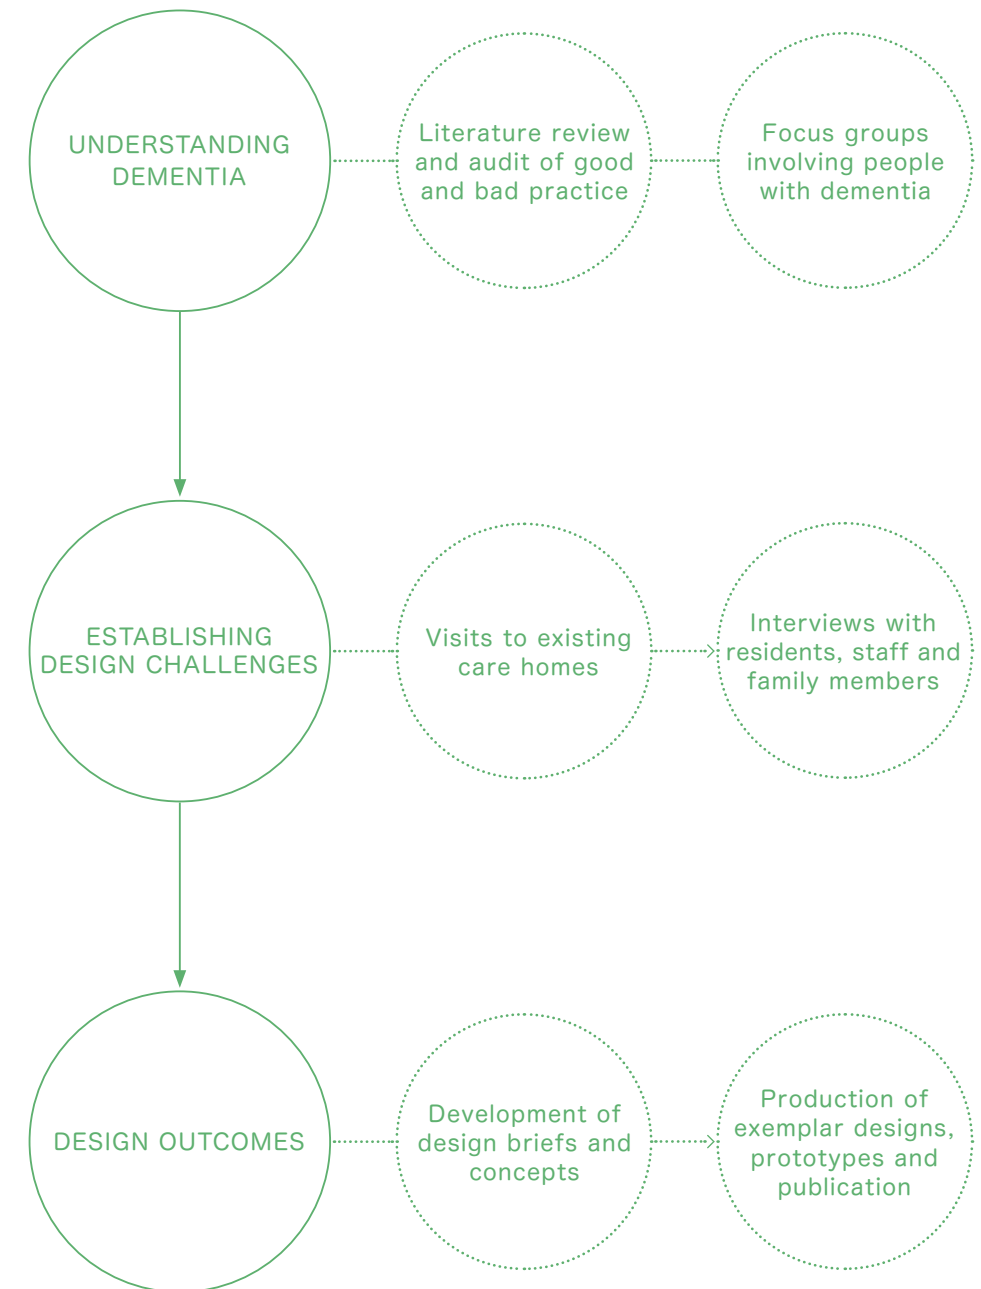 UNDERSTANDING
DEMENTIA
Literature review
and audit of good
and bad practice
Focus groups
involving people
with dementia
ESTABLISHING
DESIGN CHALLENGES
Visits to existing
care homes
Interviews with
residents, staff and
family members
DESIGN OUTCOMES
Development of
design briefs and
concepts
Production of
exemplar designs,
prototypes and
publication